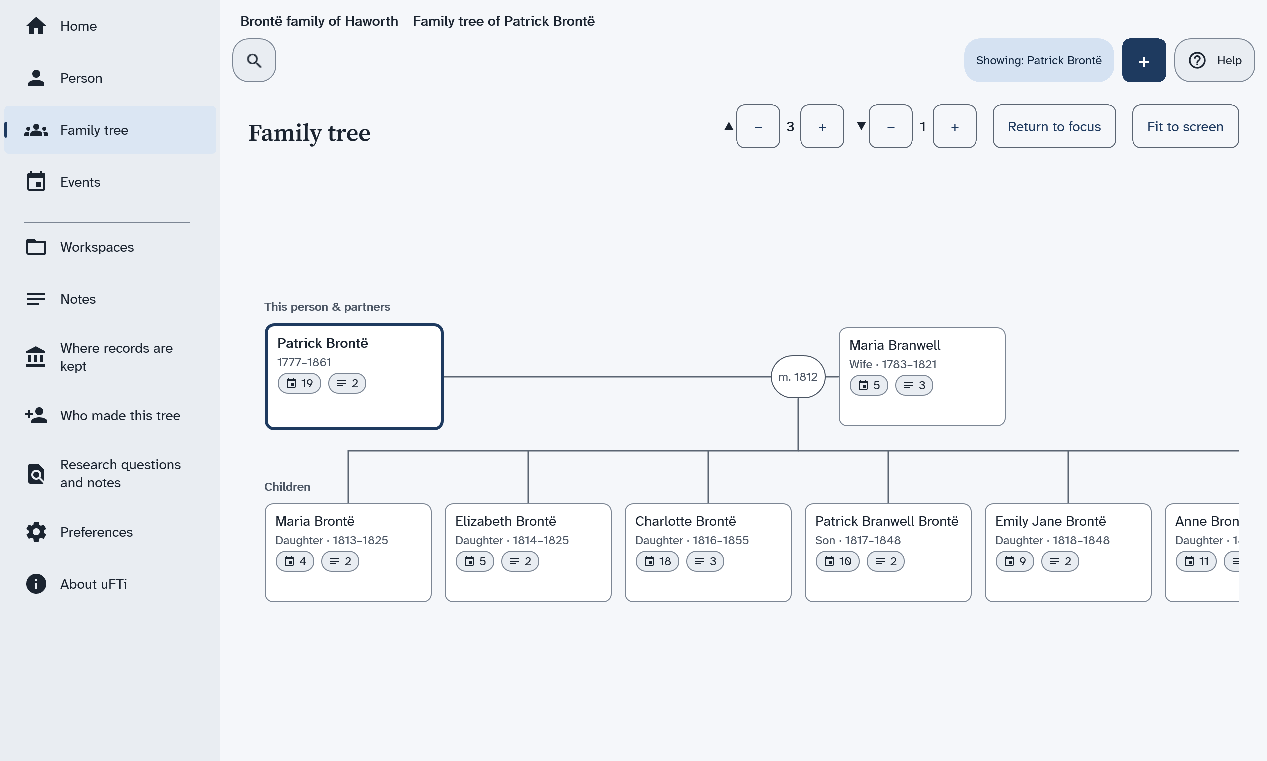 Home
Person
Family tree
Events
Workspaces
Notes
Where records are
kept
Who made this tree
Research questions
and notes
Preferences
About uFTi
Brontë family of Haworth Family tree of Patrick Brontë
Showing: Patrick Brontë
+
Help
Family tree
▲ − 3 + ▼ − 1 +
Return to focus
Fit to screen
This person & partners
Patrick Brontë
1777–1861
19 2
m. 1812
Maria Branwell
Wife · 1783–1821
5 3
Children
Maria Brontë
Daughter · 1813–1825
4 2
Elizabeth Brontë
Daughter · 1814–1825
5 2
Charlotte Brontë
Daughter · 1816–1855
18 3
Patrick Branwell Brontë
Son · 1817–1848
10 2
Emily Jane Brontë
Daughter · 1818–1848
9 2
Anne Bron
Daughter ·
11